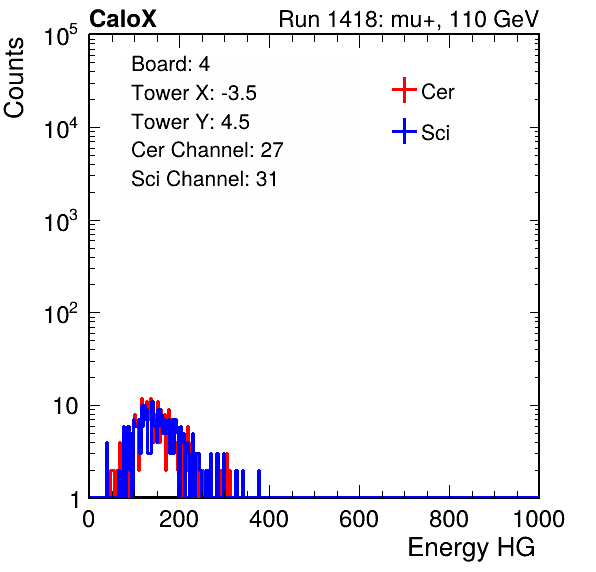 CaloX
Run 1418: mu+, 110 GeV
Board: 4
Tower X: -3.5
Tower Y: 4.5
Cer Channel: 27
Sci Channel: 31
Cer
Sci
Counts
10^5
10^4
10^3
10^2
10
1
0 200 400 600 800 1000
Energy HG